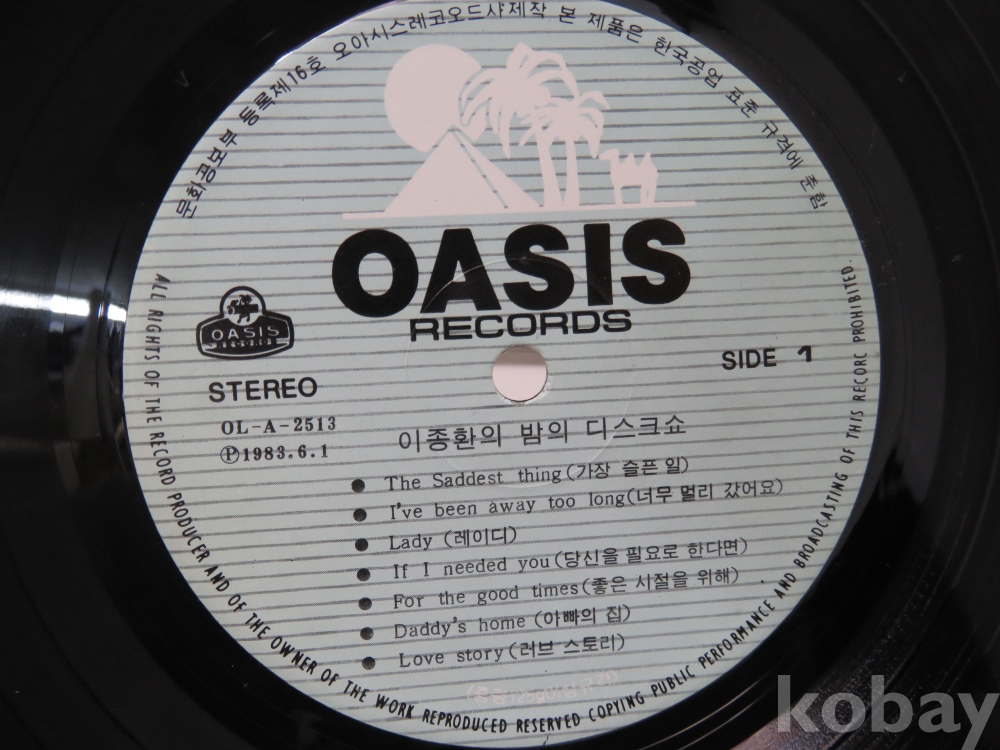 문화공보부 등록제16호 오아시스레코오드사제작 본 제품은 한국공업 표준 규격에 준함
OASIS
RECORDS
OASIS
STEREO
SIDE 1
OL-A-2513
Ⓟ1983.6.1
이종환의 밤의 디스크쇼
The Saddest thing(가장 슬픈 일)
I've been away too long(너무 멀리 갔어요)
Lady (레이디)
If I needed you(당신을 필요로 한다면)
For the good times(좋은 시절을 위해)
Daddy's home (아빠의 집)
Love story(러브 스토리)
ALL RIGHTS OF THE RECORD PRODUCER AND OF THE OWNER OF THE WORK REPRODUCED RESERVED COPYING PUBLIC PERFORMANCE AND BROADCASTING OF THIS RECORC PROHIBITED.
kobay